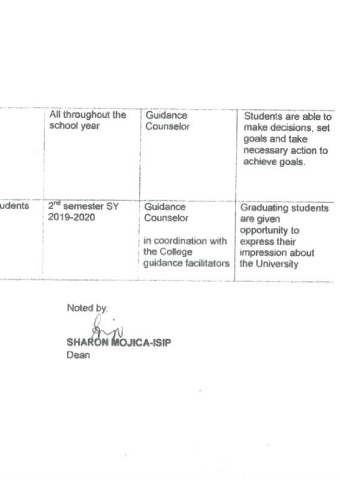 All throughout the
school year
Guidance
Counselor
Students are able to
make decisions, set
goals and take
necessary action to
achieve goals.
udents
2nd semester SY
2019-2020
Guidance
Counselor
in coordination with
the College
guidance facilitators
Graduating students
are given
opportunity to
express their
impression about
the University
Noted by:
SHARON MOJICA-ISIP
Dean